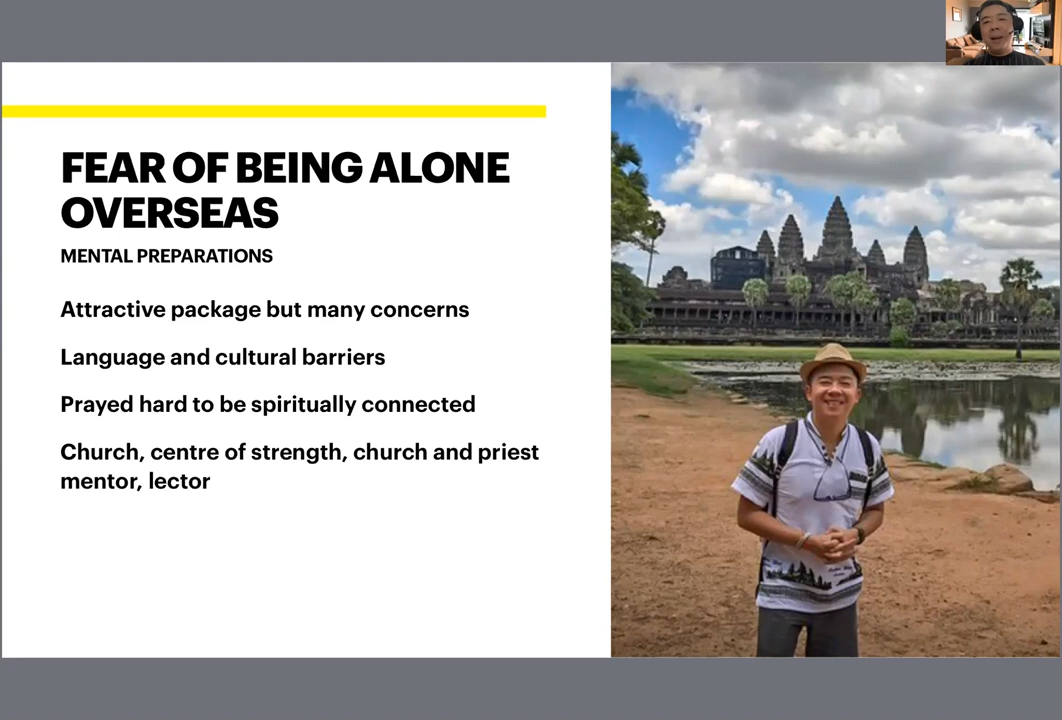 FEAR OF BEING ALONE
OVERSEAS
MENTAL PREPARATIONS
Attractive package but many concerns
Language and cultural barriers
Prayed hard to be spiritually connected
Church, centre of strength, church and priest
mentor, lector